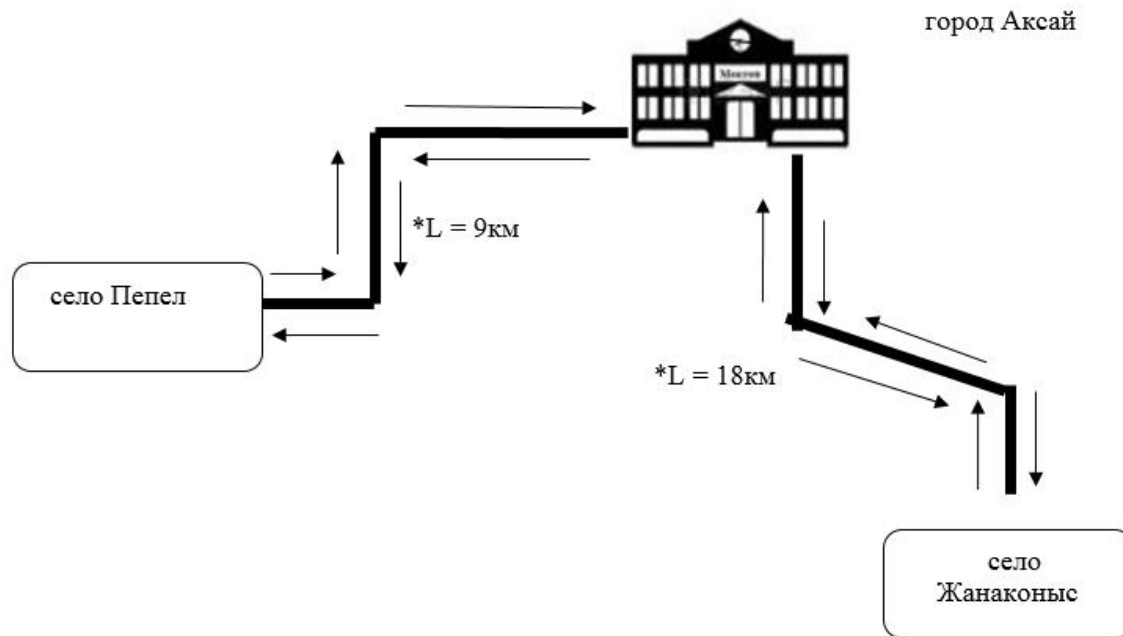 город Аксай
Мектеп
*L = 9км
село Пепел
*L = 18км
село
Жанаконыс